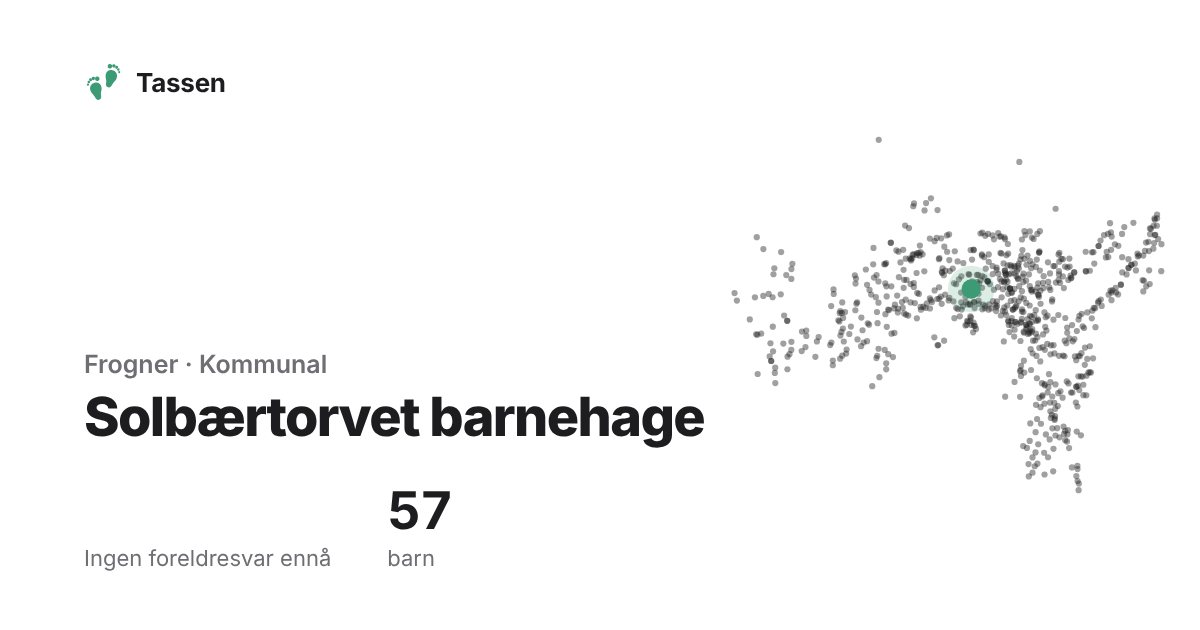 Tassen
Frogner · Kommunal
Solbærtorvet barnehage
57
Ingen foreldresvar ennå
barn